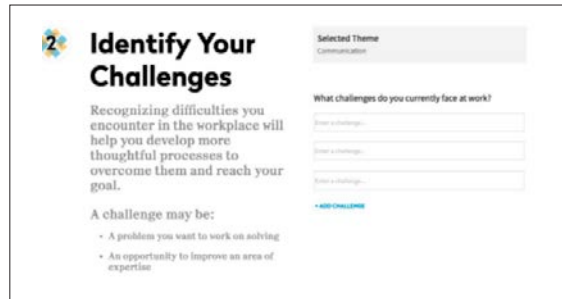 2
Identify Your
Challenges
Recognizing difficulties you
encounter in the workplace will
help you develop more
thoughtful processes to
overcome them and reach your
goal.
A challenge may be:
• A problem you want to work on solving
• An opportunity to improve an area of
expertise
Selected Theme
Communication
What challenges do you currently face at work?
Enter a challenge...
Enter a challenge...
Enter a challenge...
+ ADD CHALLENGE